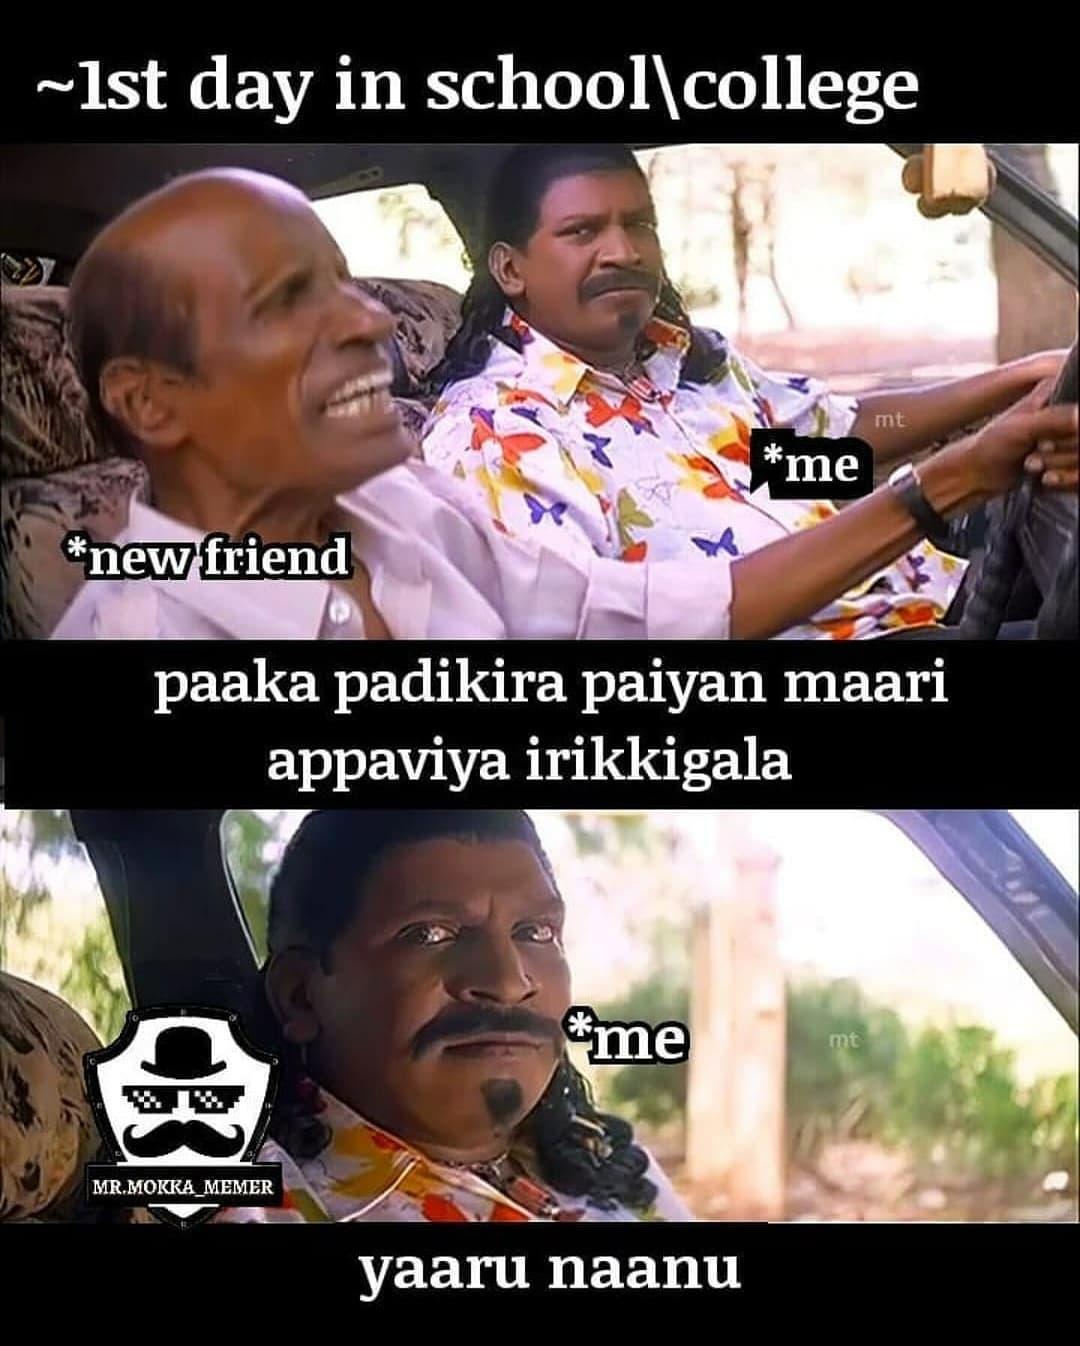 ~1st day in school\college
mt
*me
*new friend
paaka padikira paiyan maari
appaviya irikkigala
*me
mt
MR.MOKKA_MEMER
yaaru naanu